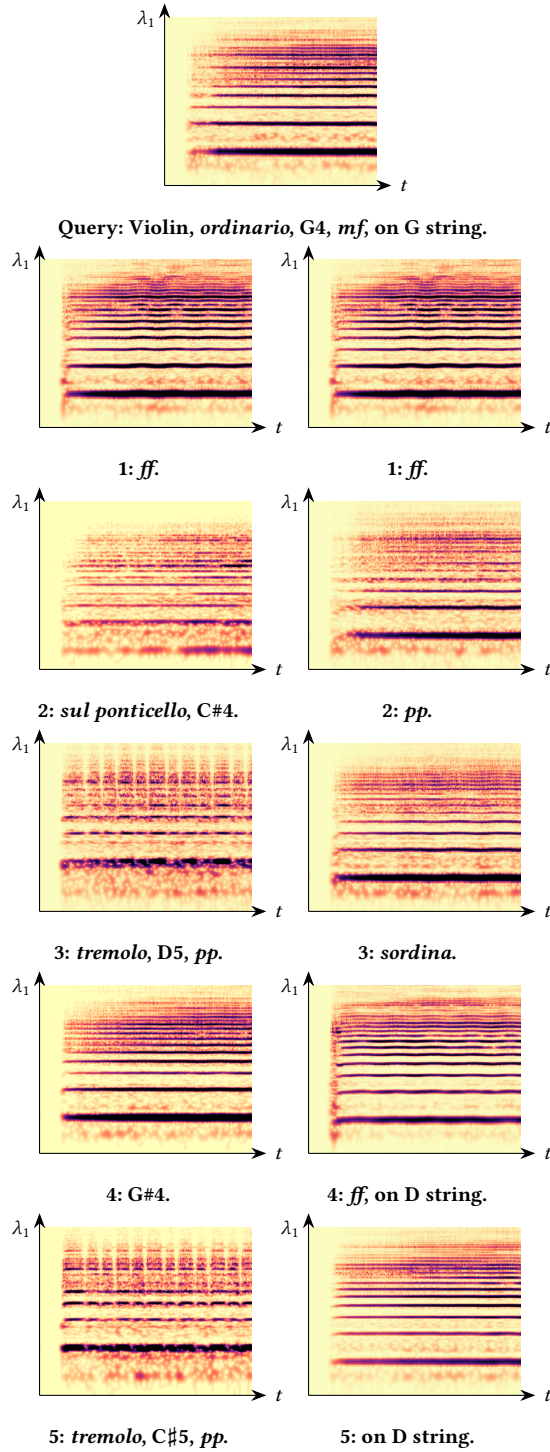 λ₁
t
Query: Violin, ordinario, G4, mf, on G string.
λ₁ λ₁
t t
1: ff. 1: ff.
λ₁ λ₁
t t
2: sul ponticello, C#4. 2: pp.
λ₁ λ₁
t t
3: tremolo, D5, pp. 3: sordina.
λ₁ λ₁
t t
4: G#4. 4: ff, on D string.
λ₁ λ₁
t t
5: tremolo, C♯5, pp. 5: on D string.